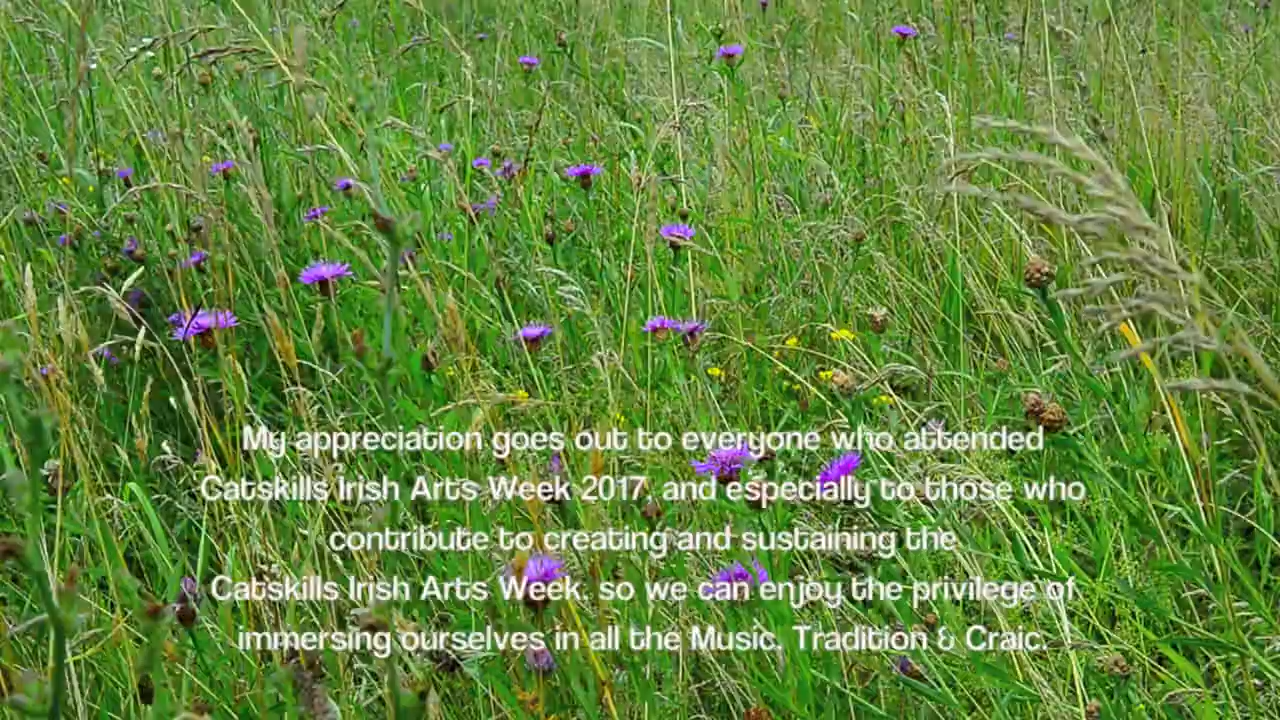 My appreciation goes out to everyone who attended
Catskills Irish Arts Week 2017, and especially to those who
contribute to creating and sustaining the
Catskills Irish Arts Week, so we can enjoy the privilege of
immersing ourselves in all the Music, Tradition & Craic.